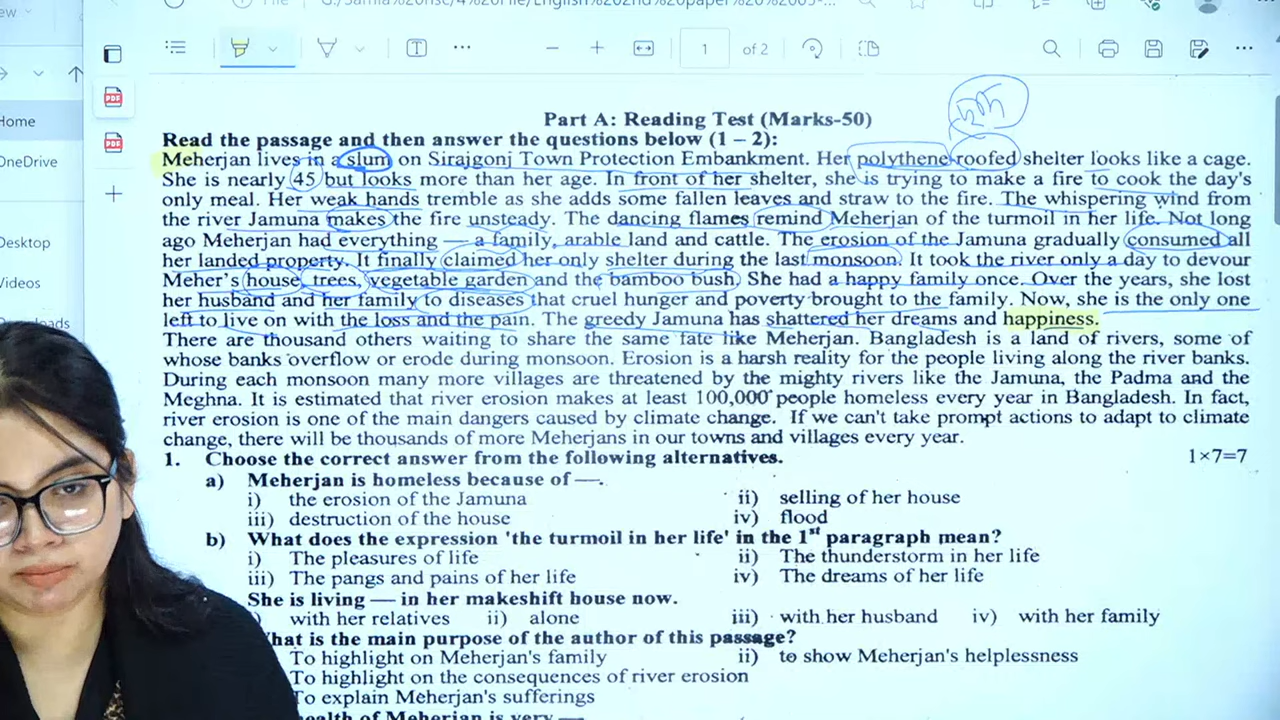 1 of 2
Home
OneDrive
Desktop
Videos
Part A: Reading Test (Marks-50)
Read the passage and then answer the questions below (1 – 2):
Meherjan lives in a slum on Sirajgonj Town Protection Embankment. Her polythene roofed shelter looks like a cage.
She is nearly 45 but looks more than her age. In front of her shelter, she is trying to make a fire to cook the day's
only meal. Her weak hands tremble as she adds some fallen leaves and straw to the fire. The whispering wind from
the river Jamuna makes the fire unsteady. The dancing flames remind Meherjan of the turmoil in her life. Not long
ago Meherjan had everything — a family, arable land and cattle. The erosion of the Jamuna gradually consumed all
her landed property. It finally claimed her only shelter during the last monsoon. It took the river only a day to devour
Meher's house, trees, vegetable garden and the bamboo bush. She had a happy family once. Over the years, she lost
her husband and her family to diseases that cruel hunger and poverty brought to the family. Now, she is the only one
left to live on with the loss and the pain. The greedy Jamuna has shattered her dreams and happiness.
There are thousand others waiting to share the same fate like Meherjan. Bangladesh is a land of rivers, some of
whose banks overflow or erode during monsoon. Erosion is a harsh reality for the people living along the river banks.
During each monsoon many more villages are threatened by the mighty rivers like the Jamuna, the Padma and the
Meghna. It is estimated that river erosion makes at least 100,000 people homeless every year in Bangladesh. In fact,
river erosion is one of the main dangers caused by climate change. If we can't take prompt actions to adapt to climate
change, there will be thousands of more Meherjans in our towns and villages every year.
1. Choose the correct answer from the following alternatives. 1×7=7
a) Meherjan is homeless because of —.
i) the erosion of the Jamuna ii) selling of her house
iii) destruction of the house iv) flood
b) What does the expression 'the turmoil in her life' in the 1st paragraph mean?
i) The pleasures of life ii) The thunderstorm in her life
iii) The pangs and pains of her life iv) The dreams of her life
She is living — in her makeshift house now.
with her relatives ii) alone iii) with her husband iv) with her family
What is the main purpose of the author of this passage?
To highlight on Meherjan's family ii) to show Meherjan's helplessness
To highlight on the consequences of river erosion
To explain Meherjan's sufferings
of Meherjan is very —